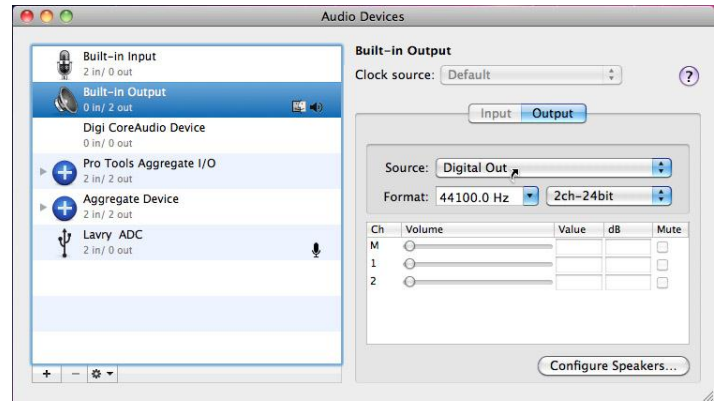 Audio Devices
Built-in Input
2 in/ 0 out
Built-in Output
0 in/ 2 out
Digi CoreAudio Device
0 in/ 0 out
Pro Tools Aggregate I/O
2 in/ 2 out
Aggregate Device
2 in/ 2 out
Lavry ADC
2 in/ 0 out
Built-in Output
Clock source: Default
?
Input Output
Source: Digital Out
Format: 44100.0 Hz 2ch-24bit
Ch Volume Value dB Mute
M
1
2
Configure Speakers...